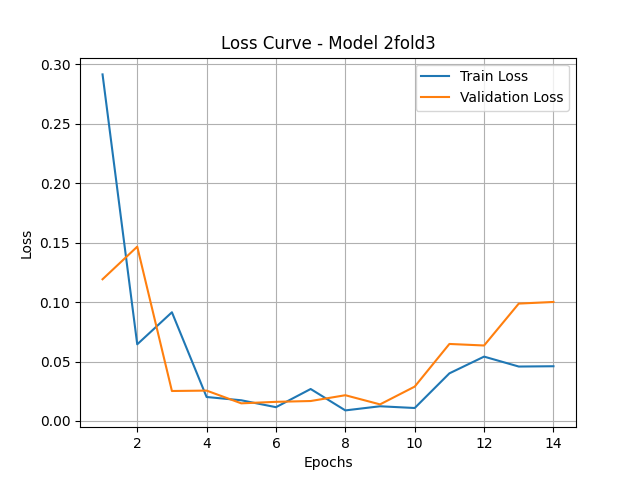 Loss Curve - Model 2fold3
Train Loss
Validation Loss
0.30
0.25
0.20
0.15
0.10
0.05
0.00
Loss
2 4 6 8 10 12 14
Epochs